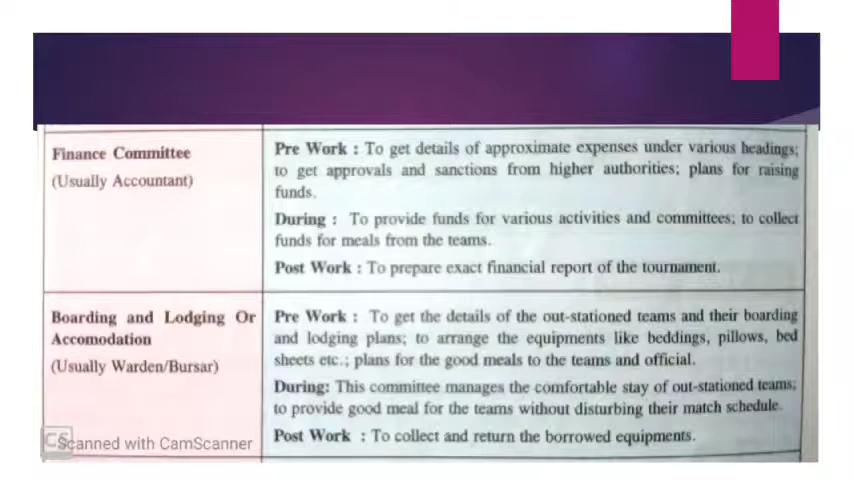 Finance Committee
(Usually Accountant)
Pre Work : To get details of approximate expenses under various headings;
to get approvals and sanctions from higher authorities; plans for raising
funds.
During : To provide funds for various activities and committees; to collect
funds for meals from the teams.
Post Work : To prepare exact financial report of the tournament.
Boarding and Lodging Or
Accomodation
(Usually Warden/Bursar)
Pre Work : To get the details of the out-stationed teams and their boarding
and lodging plans; to arrange the equipments like beddings, pillows, bed
sheets etc.; plans for the good meals to the teams and official.
During: This committee manages the comfortable stay of out-stationed teams;
to provide good meal for the teams without disturbing their match schedule.
Post Work : To collect and return the borrowed equipments.
CS Scanned with CamScanner